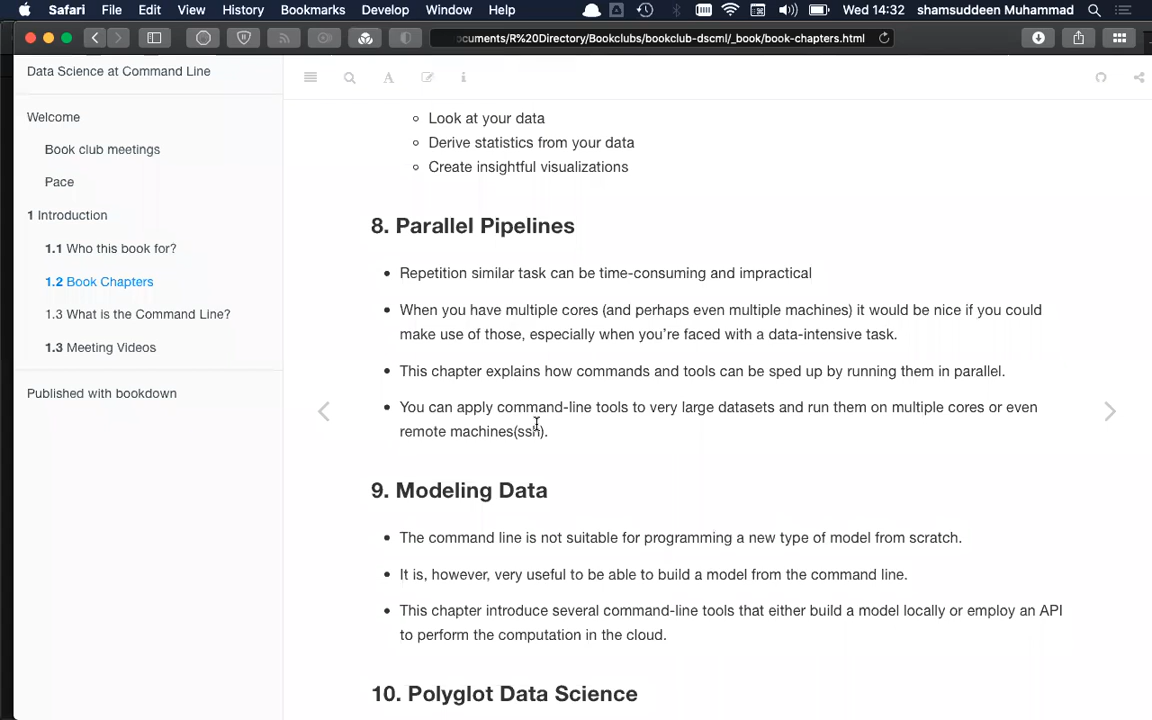 Safari File Edit View History Bookmarks Develop Window Help Wed 14:32 shamsuddeen Muhammad
ocuments/R%20Directory/Bookclubs/bookclub-dscml/_book/book-chapters.html
Data Science at Command Line
Welcome
Book club meetings
Pace
1 Introduction
1.1 Who this book for?
1.2 Book Chapters
1.3 What is the Command Line?
1.3 Meeting Videos
Published with bookdown
Look at your data
Derive statistics from your data
Create insightful visualizations
8. Parallel Pipelines
Repetition similar task can be time-consuming and impractical
When you have multiple cores (and perhaps even multiple machines) it would be nice if you could
make use of those, especially when you're faced with a data-intensive task.
This chapter explains how commands and tools can be sped up by running them in parallel.
You can apply command-line tools to very large datasets and run them on multiple cores or even
remote machines(ssh).
9. Modeling Data
The command line is not suitable for programming a new type of model from scratch.
It is, however, very useful to be able to build a model from the command line.
This chapter introduce several command-line tools that either build a model locally or employ an API
to perform the computation in the cloud.
10. Polyglot Data Science